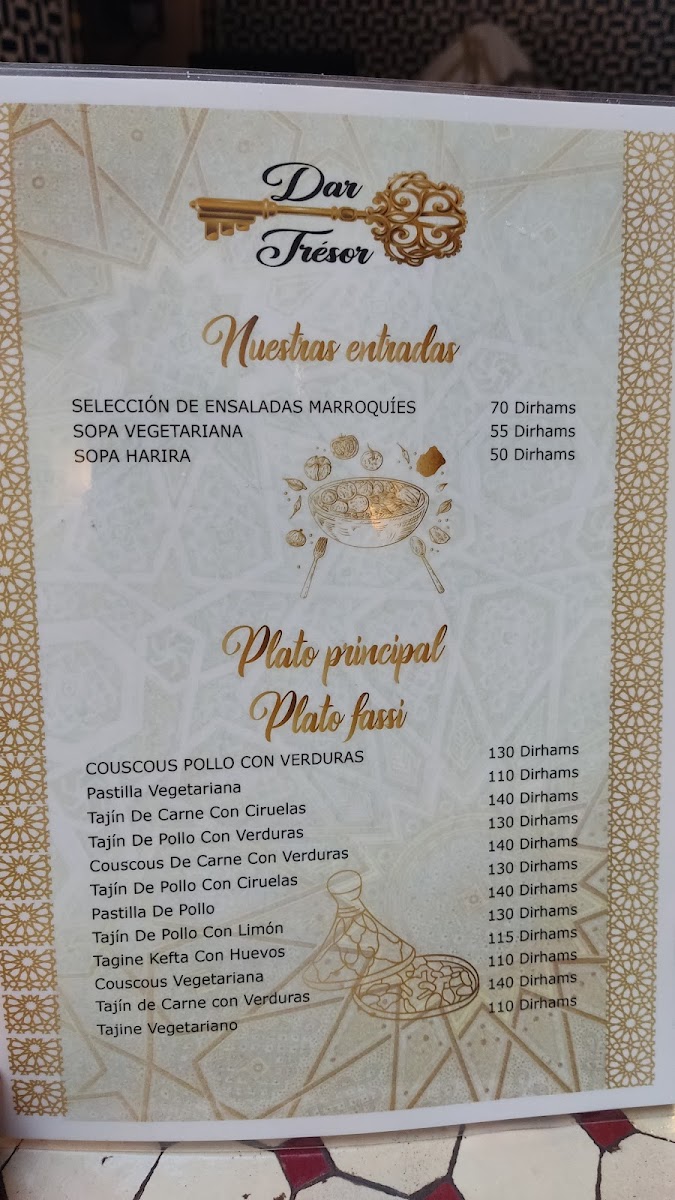 Dar
Trésor
Nuestras entradas
SELECCIÓN DE ENSALADAS MARROQUÍES 70 Dirhams
SOPA VEGETARIANA 55 Dirhams
SOPA HARIRA 50 Dirhams
Plato principal
Plato fassi
COUSCOUS POLLO CON VERDURAS 130 Dirhams
Pastilla Vegetariana 110 Dirhams
Tajín De Carne Con Ciruelas 140 Dirhams
Tajín De Pollo Con Verduras 130 Dirhams
Couscous De Carne Con Verduras 140 Dirhams
Tajín De Pollo Con Ciruelas 130 Dirhams
Pastilla De Pollo 140 Dirhams
Tajín De Pollo Con Limón 130 Dirhams
Tagine Kefta Con Huevos 115 Dirhams
Couscous Vegetariana 110 Dirhams
Tajín de Carne con Verduras 140 Dirhams
Tajine Vegetariano 110 Dirhams